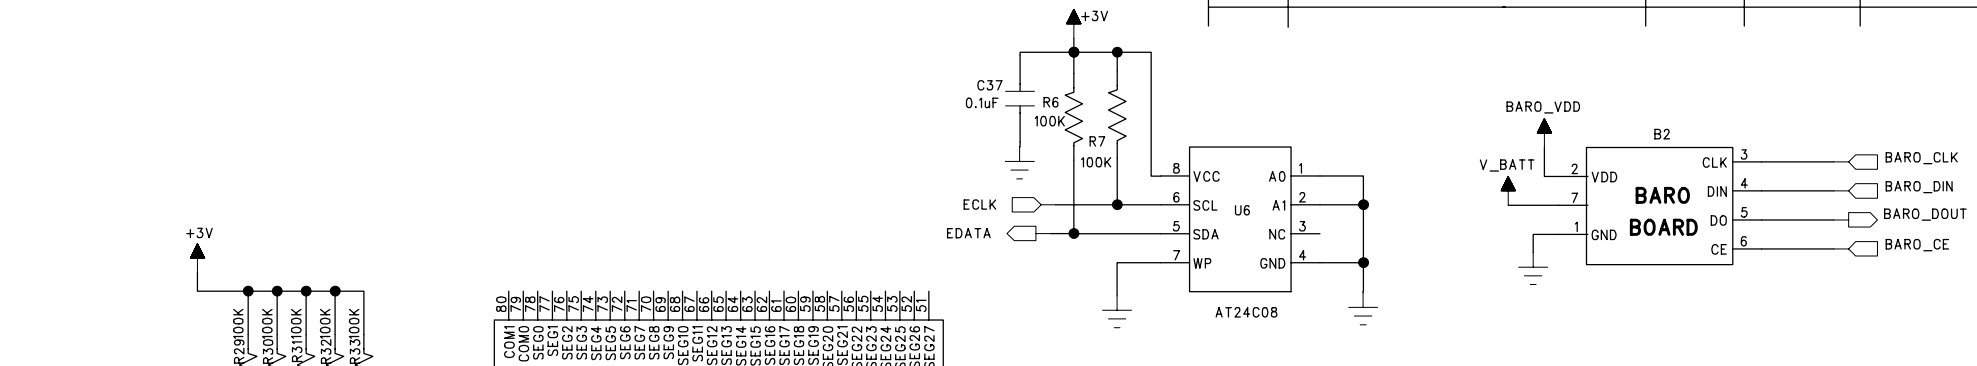 +3V
C37
0.1uF
R6
100K
R7
100K
8 VCC A0 1
ECLK 6 SCL U6 A1 2
EDATA 5 SDA NC 3
7 WP GND 4
AT24C08
BARO_VDD
V_BATT
B2
CLK 3 BARO_CLK
2 VDD
DIN 4 BARO_DIN
7 BARO
DO 5 BARO_DOUT
1 GND BOARD
CE 6 BARO_CE
+3V
R29100K
R30100K
R31100K
R32100K
R33100K
80 79 78 77 76 75 74 73 72 71 70 69 68 67 66 65 64 63 62 61 60 59 58 57 56 55 54 53 52 51
COM1
COM0
SEG0
SEG1
SEG2
SEG3
SEG4
SEG5
SEG6
SEG7
SEG8
SEG9
SEG10
SEG11
SEG12
SEG13
SEG14
SEG15
SEG16
SEG17
SEG18
SEG19
SEG20
SEG21
SEG22
SEG23
SEG24
SEG25
SEG26
SEG27